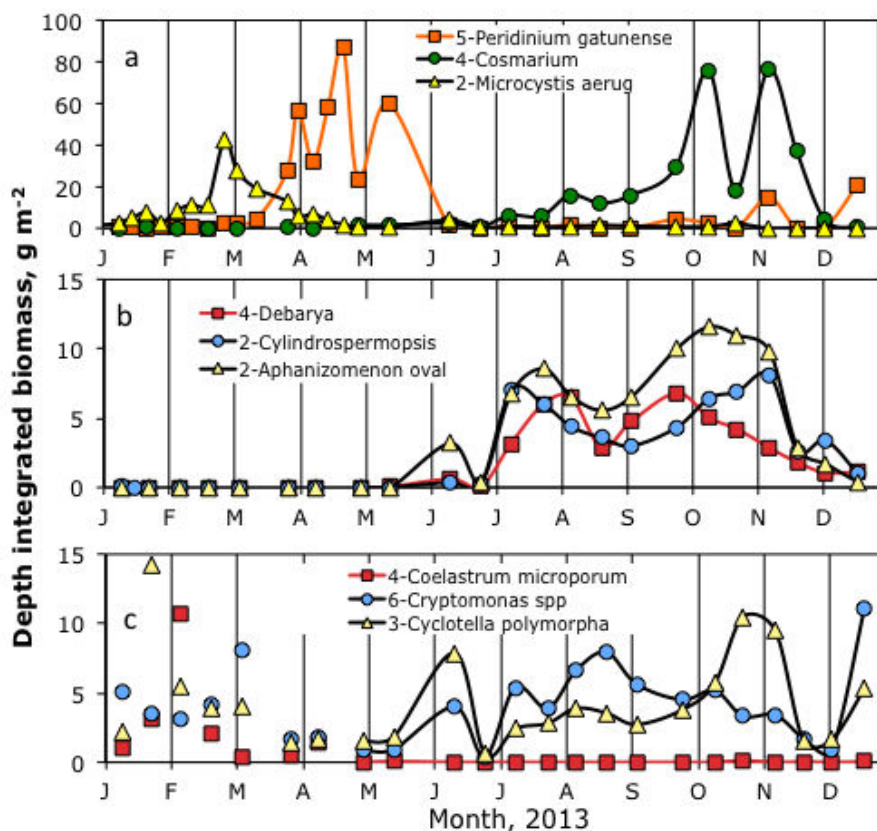 Depth integrated biomass, g m⁻²
100
80
60
40
20
0
a
5-Peridinium gatunense
4-Cosmarium
2-Microcystis aerug
J F M A M J J A S O N D
15
10
5
0
b
4-Debarya
2-Cylindrospermopsis
2-Aphanizomenon oval
J F M A M J J A S O N D
15
10
5
0
c
4-Coelastrum microporum
6-Cryptomonas spp
3-Cyclotella polymorpha
J F M A M J J A S O N D
Month, 2013